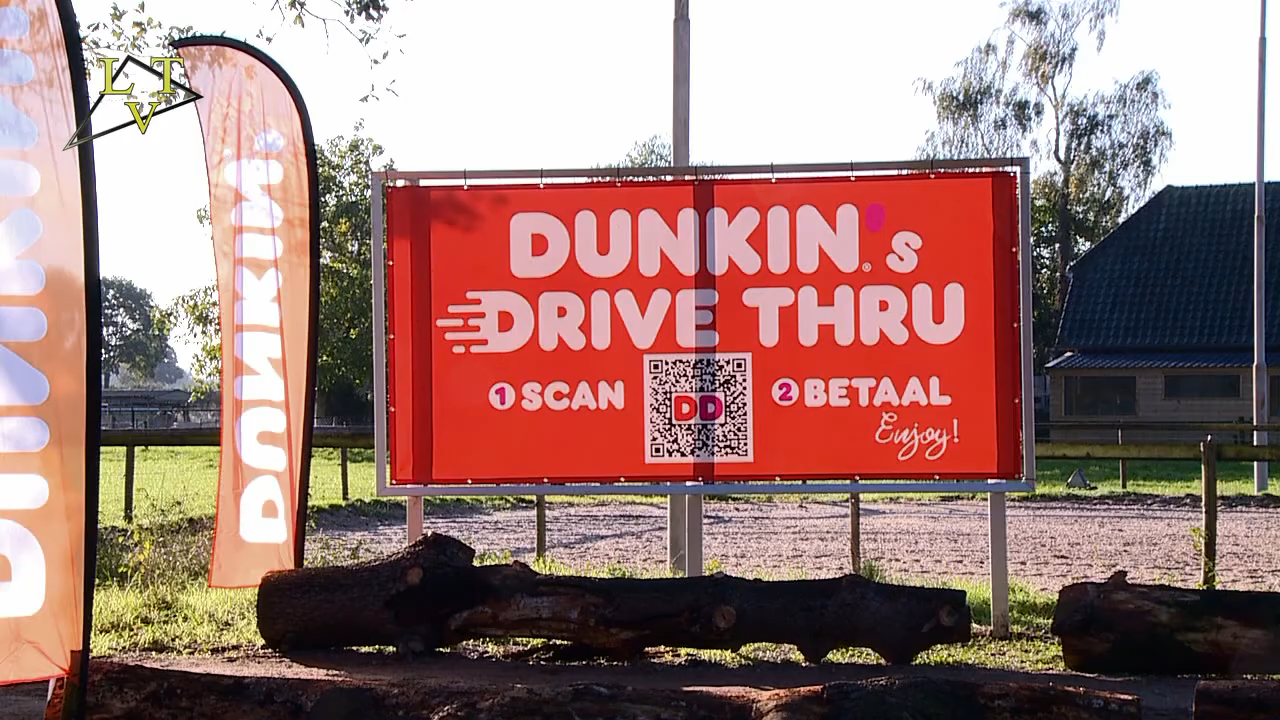 LTV
DUNKIN'
DUNKIN'
DUNKIN's
DRIVE THRU
1 SCAN
DD
2 BETAAL
Enjoy!